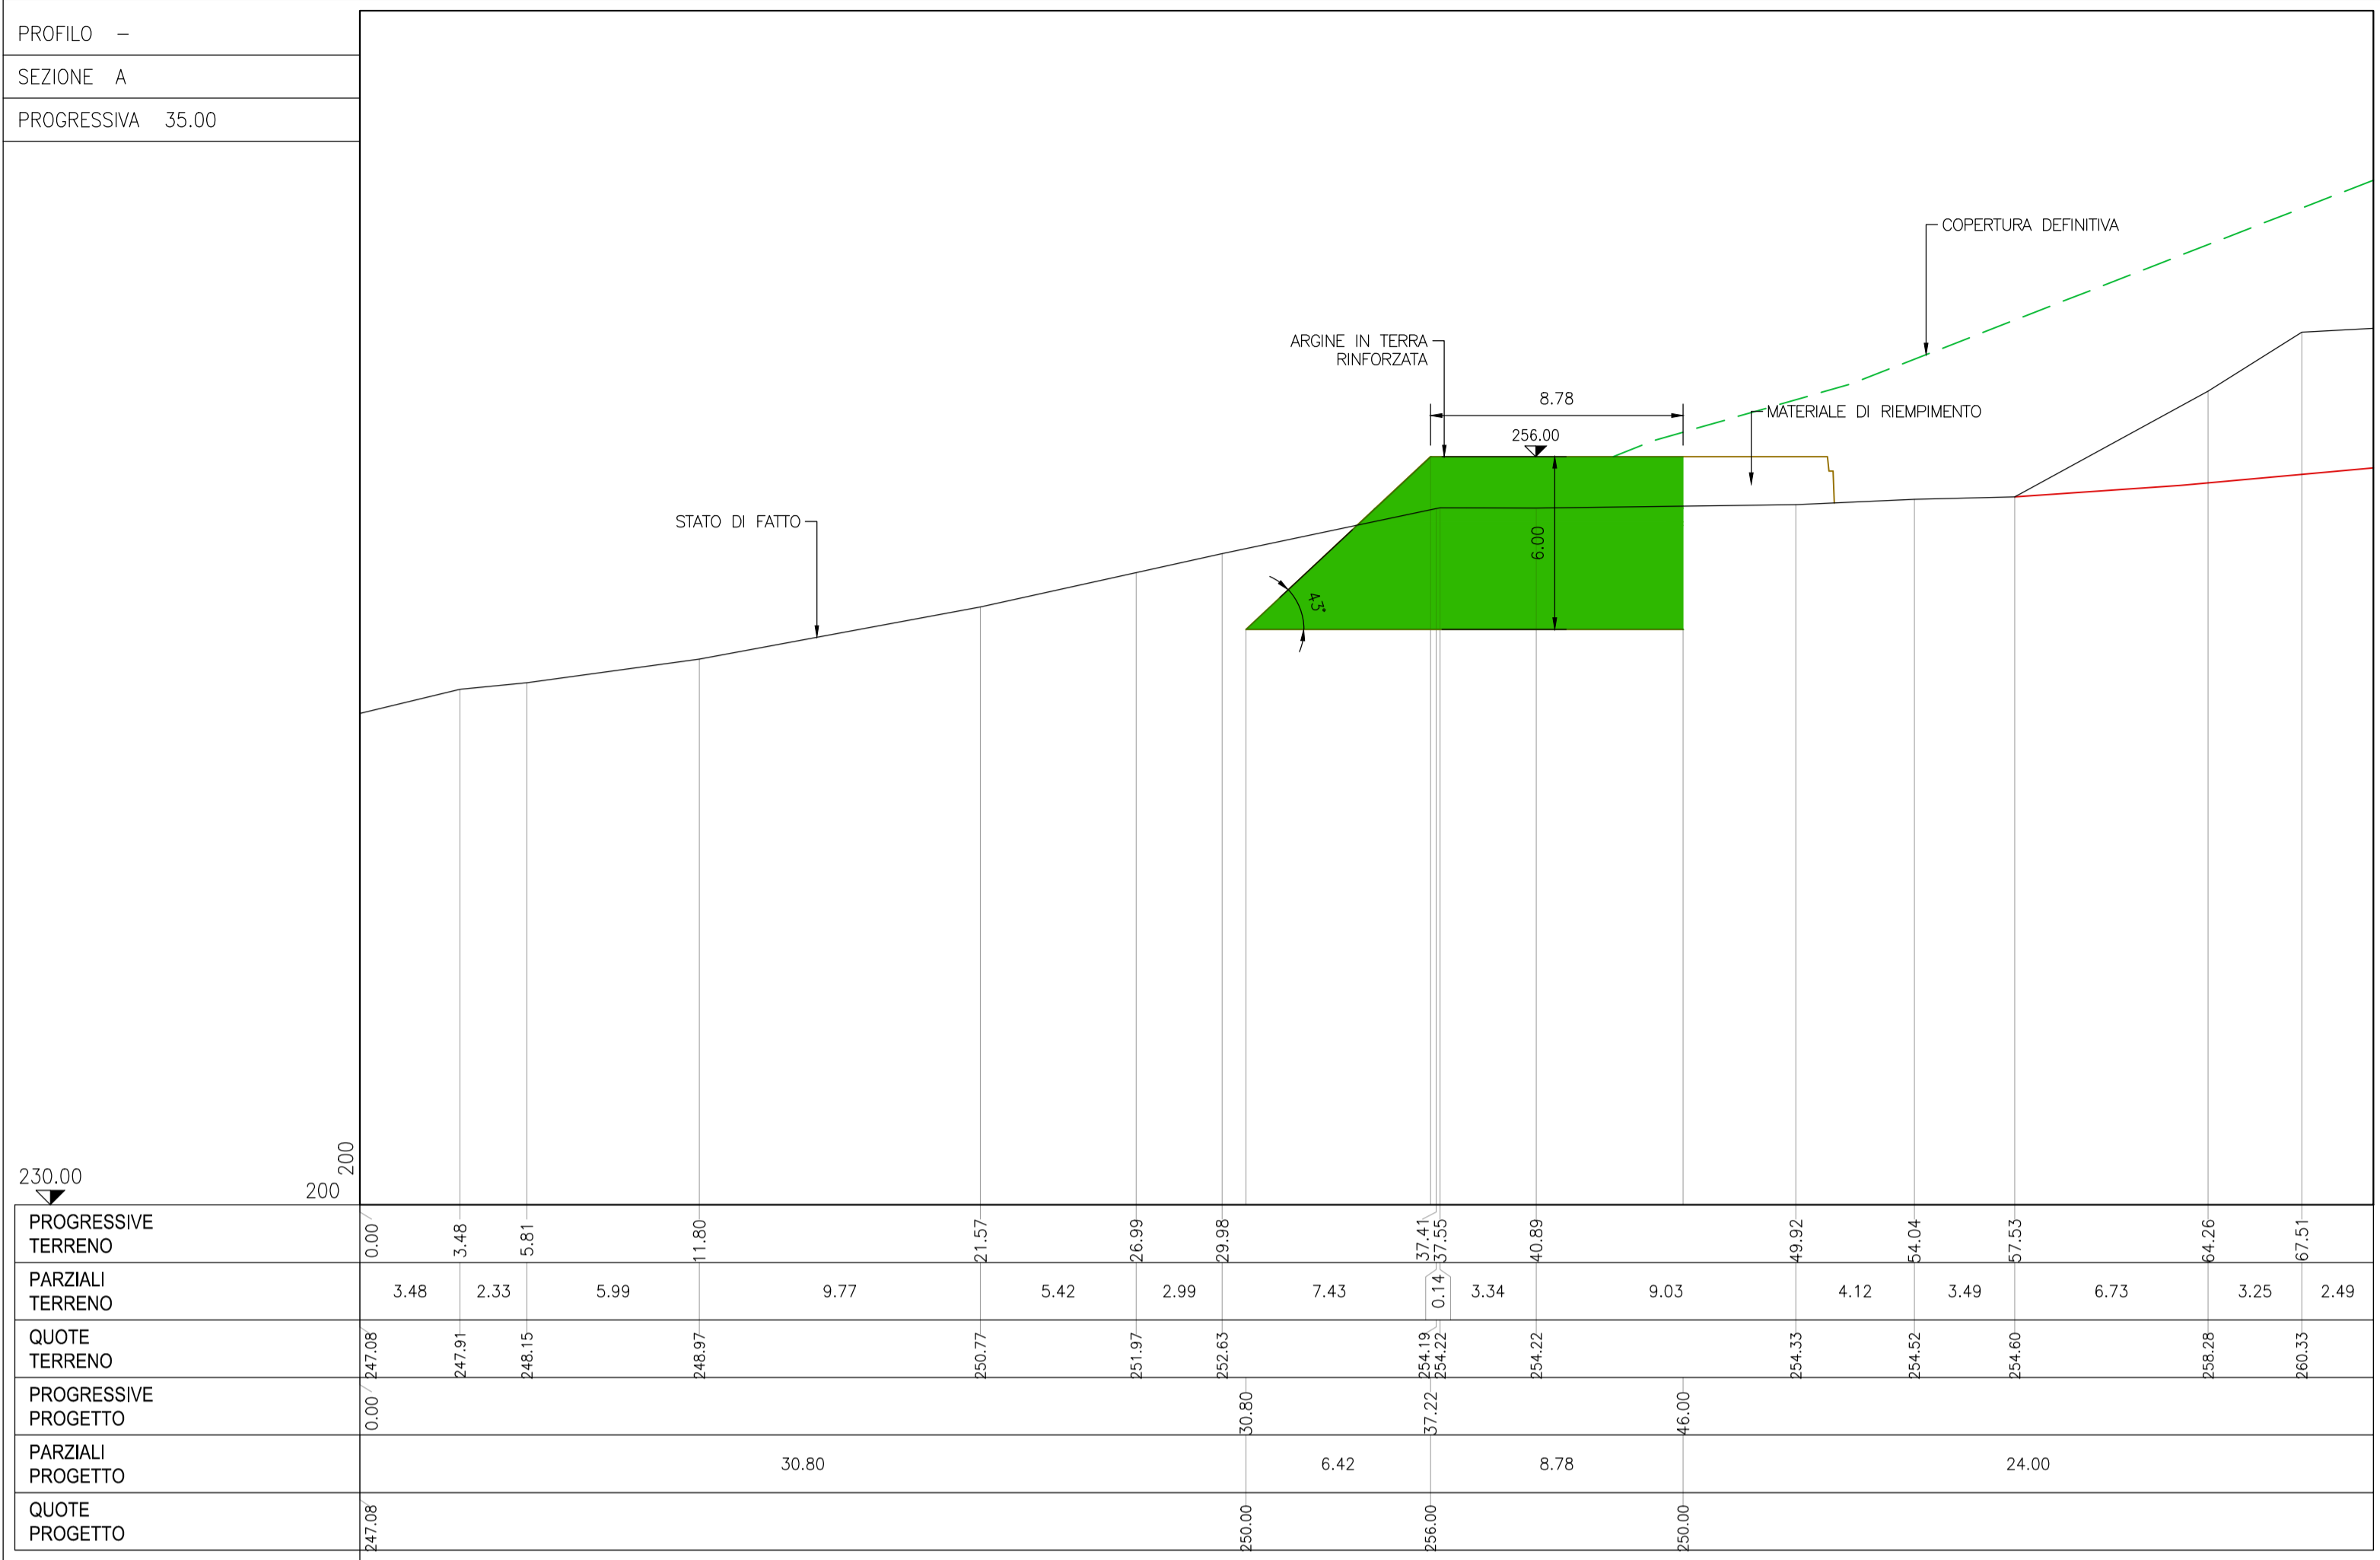 PROFILO –
SEZIONE A
PROGRESSIVA 35.00
COPERTURA DEFINITIVA
ARGINE IN TERRA
RINFORZATA
8.78
MATERIALE DI RIEMPIMENTO
256.00
STATO DI FATTO
6.00
43°
200
230.00
200
PROGRESSIVE
TERRENO
0.00 3.48 5.81 11.80 21.57 26.99 29.98 37.41 37.55 40.89 49.92 54.04 57.53 64.26 67.51
PARZIALI
TERRENO
3.48 2.33 5.99 9.77 5.42 2.99 7.43 0.14 3.34 9.03 4.12 3.49 6.73 3.25 2.49
QUOTE
TERRENO
247.08 247.91 248.15 248.97 250.77 251.97 252.63 254.19 254.22 254.22 254.33 254.52 254.60 258.28 260.33
PROGRESSIVE
PROGETTO
0.00 30.80 37.22 46.00
PARZIALI
PROGETTO
30.80 6.42 8.78 24.00
QUOTE
PROGETTO
247.08 250.00 256.00 250.00